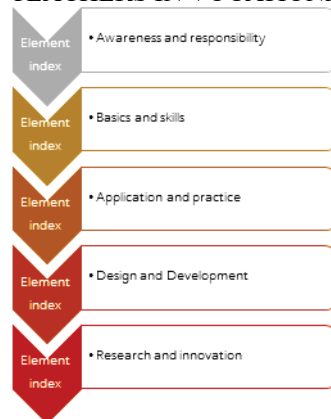 Element
index
• Awareness and responsibility
Element
index
• Basics and skills
Element
index
• Application and practice
Element
index
• Design and Development
Element
index
• Research and innovation